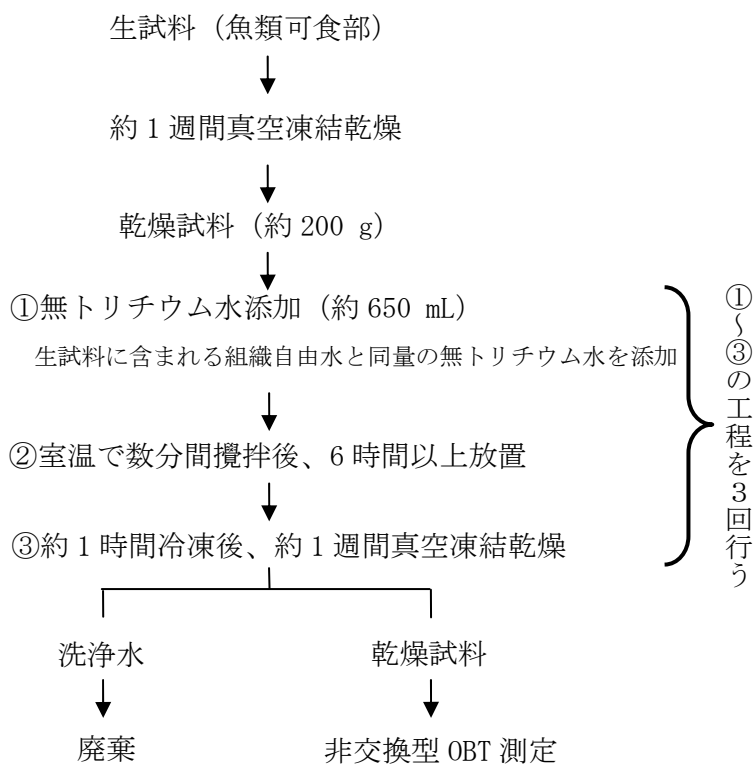 生試料（魚類可食部）
約1週間真空凍結乾燥
乾燥試料（約200 g）
①無トリチウム水添加（約650 mL）
生試料に含まれる組織自由水と同量の無トリチウム水を添加
②室温で数分間攪拌後、6時間以上放置
③約1時間冷凍後、約1週間真空凍結乾燥
①～③の工程を３回行う
洗浄水
乾燥試料
廃棄
非交換型OBT測定